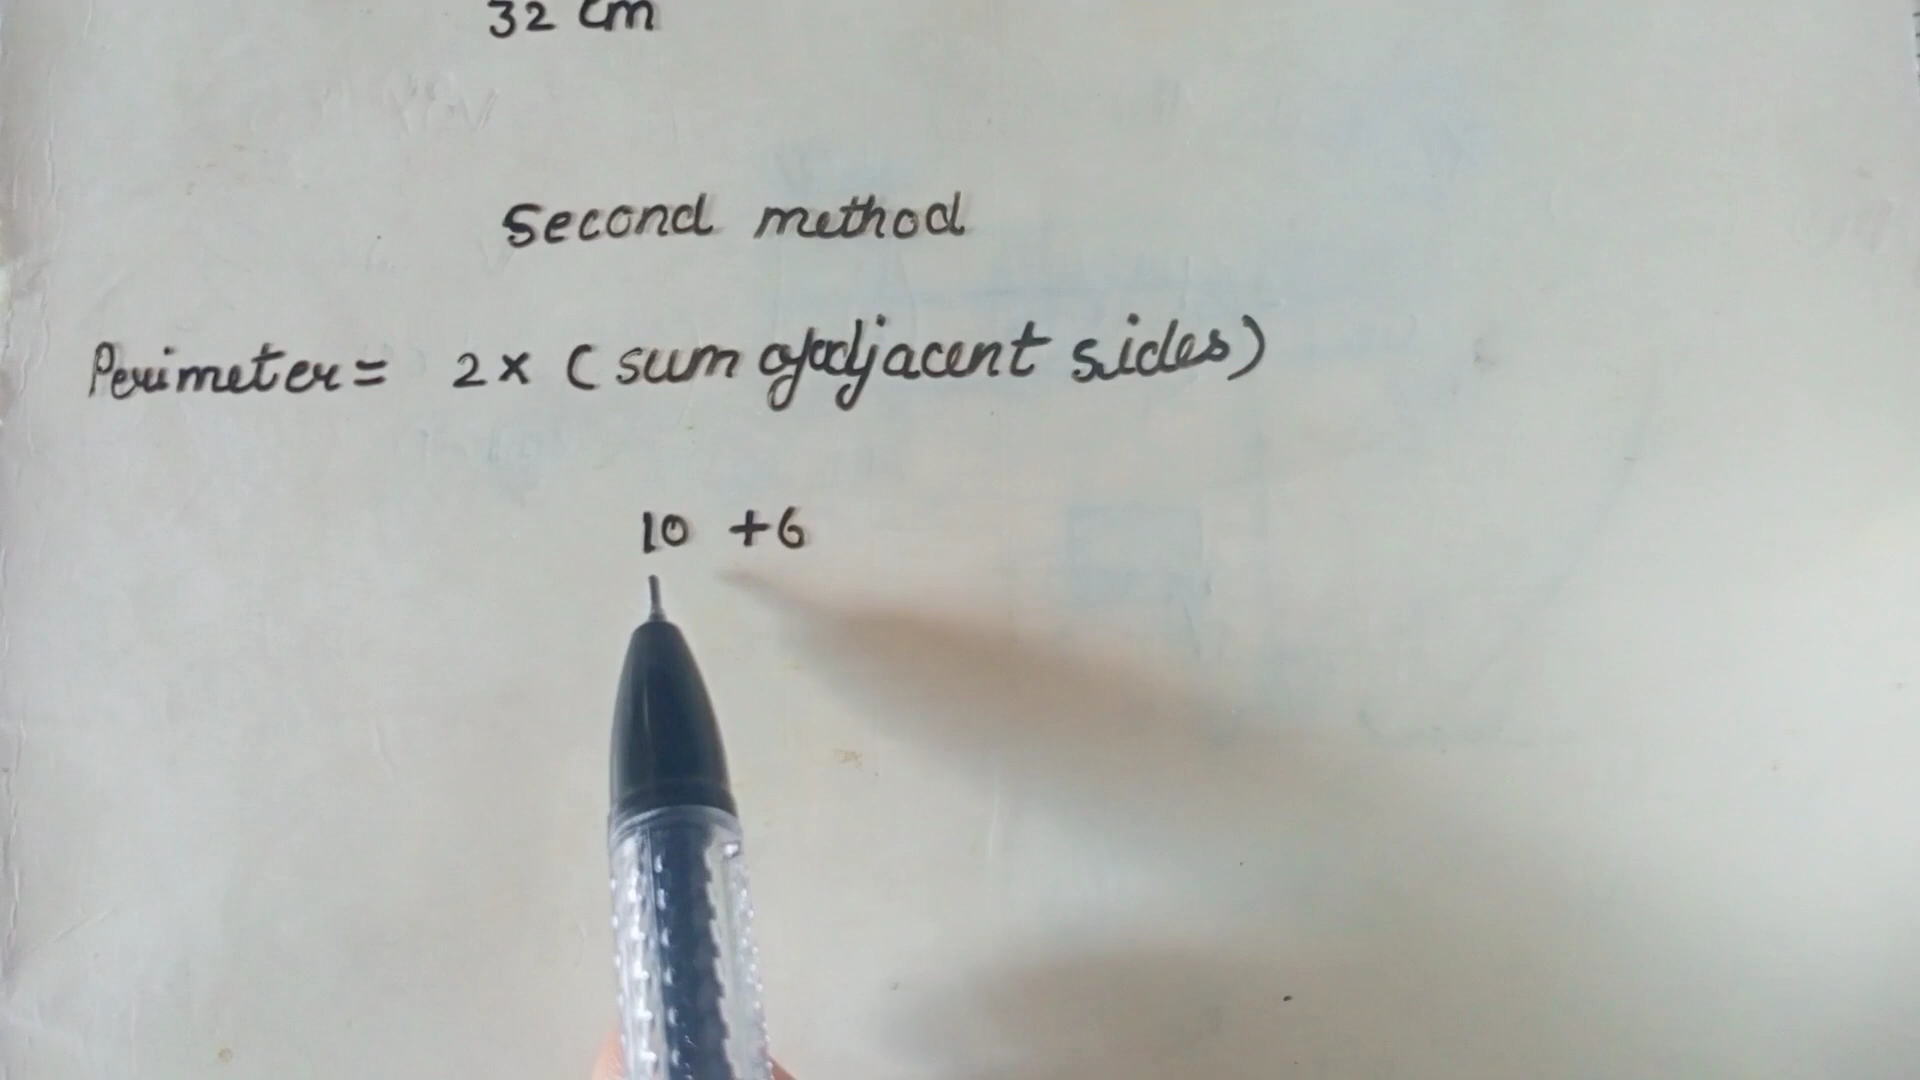 32 cm
Second method
Perimeter = 2 × (sum of adjacent sides)
10 + 6